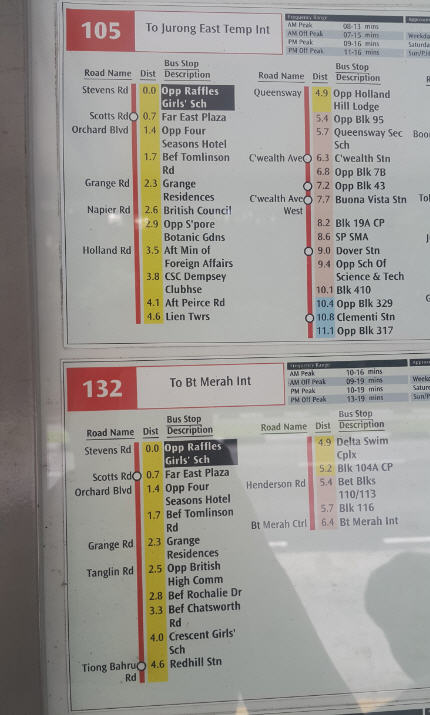 105 To Jurong East Temp Int
Frequency Range
AM Peak 08-13 mins
AM Off Peak 07-15 mins
PM Peak 09-16 mins
PM Off Peak 11-16 mins
Road Name Dist Bus Stop Description
Stevens Rd 0.0 Opp Raffles
Girls' Sch
Scotts Rd 0.7 Far East Plaza
Orchard Blvd 1.4 Opp Four
Seasons Hotel
1.7 Bef Tomlinson
Rd
Grange Rd 2.3 Grange
Residences
Napier Rd 2.6 British Council
2.9 Opp S'pore
Botanic Gdns
Holland Rd 3.5 Aft Min of
Foreign Affairs
3.8 CSC Dempsey
Clubhse
4.1 Aft Peirce Rd
4.6 Lien Twrs
Road Name Dist Bus Stop Description
Queensway 4.9 Opp Holland
Hill Lodge
5.4 Opp Blk 95
5.7 Queensway Sec
Sch
C'wealth Ave 6.3 C'wealth Stn
6.8 Opp Blk 7B
7.2 Opp Blk 43
C'wealth Ave 7.7 Buona Vista Stn
West
8.2 Blk 19A CP
8.6 SP SMA
9.0 Dover Stn
9.4 Opp Sch Of
Science & Tech
10.1 Blk 410
10.4 Opp Blk 329
10.8 Clementi Stn
11.1 Opp Blk 317
132 To Bt Merah Int
Frequency Range
AM Peak 10-16 mins
AM Off Peak 09-19 mins
PM Peak 10-19 mins
PM Off Peak 13-19 mins
Road Name Dist Bus Stop Description
Stevens Rd 0.0 Opp Raffles
Girls' Sch
Scotts Rd 0.7 Far East Plaza
Orchard Blvd 1.4 Opp Four
Seasons Hotel
1.7 Bef Tomlinson
Rd
Grange Rd 2.3 Grange
Residences
Tanglin Rd 2.5 Opp British
High Comm
2.8 Bef Rochalie Dr
3.3 Bef Chatsworth
Rd
4.0 Crescent Girls'
Sch
Tiong Bahru 4.6 Redhill Stn
Rd
Road Name Dist Bus Stop Description
4.9 Delta Swim
Cplx
5.2 Blk 104A CP
Henderson Rd 5.4 Bet Blks
110/113
5.7 Blk 116
Bt Merah Ctrl 6.4 Bt Merah Int